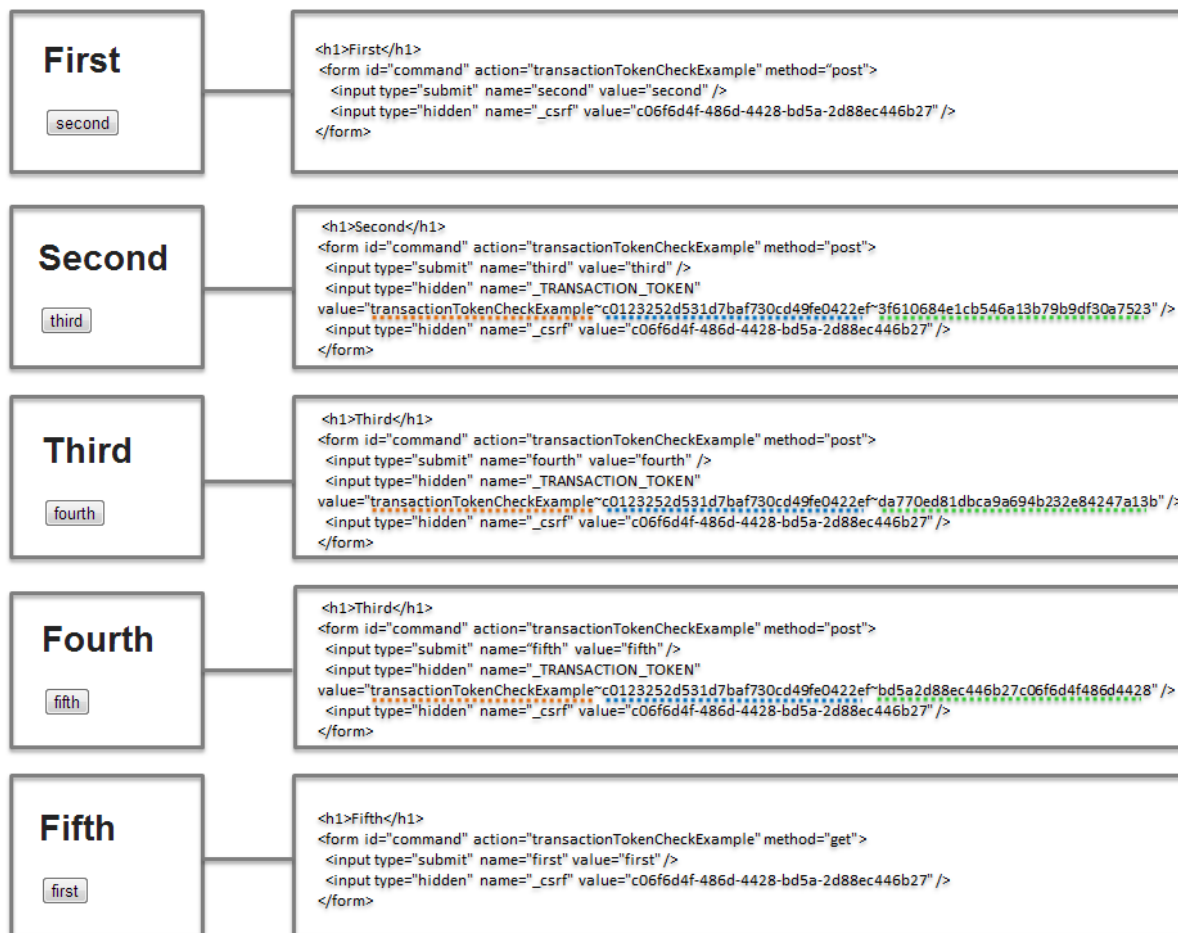 First
second
<h1>First</h1>
<form id="command" action="transactionTokenCheckExample" method=“post">
<input type="submit" name="second" value="second" />
<input type="hidden" name="_csrf" value="c06f6d4f-486d-4428-bd5a-2d88ec446b27" />
</form>
Second
third
<h1>Second</h1>
<form id="command" action="transactionTokenCheckExample" method="post">
<input type="submit" name="third" value="third" />
<input type="hidden" name="_TRANSACTION_TOKEN"
value="transactionTokenCheckExample~c0123252d531d7baf730cd49fe0422ef~3f610684e1cb546a13b79b9df30a7523" />
<input type="hidden" name="_csrf" value="c06f6d4f-486d-4428-bd5a-2d88ec446b27" />
</form>
Third
fourth
<h1>Third</h1>
<form id="command" action="transactionTokenCheckExample" method="post">
<input type="submit" name="fourth" value="fourth" />
<input type="hidden" name="_TRANSACTION_TOKEN"
value="transactionTokenCheckExample~c0123252d531d7baf730cd49fe0422ef~da770ed81dbca9a694b232e84247a13b" />
<input type="hidden" name="_csrf" value="c06f6d4f-486d-4428-bd5a-2d88ec446b27" />
</form>
Fourth
fifth
<h1>Third</h1>
<form id="command" action="transactionTokenCheckExample" method="post">
<input type="submit" name=“fifth" value="fifth" />
<input type="hidden" name="_TRANSACTION_TOKEN"
value="transactionTokenCheckExample~c0123252d531d7baf730cd49fe0422ef~bd5a2d88ec446b27c06f6d4f486d4428" />
<input type="hidden" name="_csrf" value="c06f6d4f-486d-4428-bd5a-2d88ec446b27" />
</form>
Fifth
first
<h1>Fifth</h1>
<form id="command" action="transactionTokenCheckExample" method="get">
<input type="submit" name="first" value="first" />
<input type="hidden" name="_csrf" value="c06f6d4f-486d-4428-bd5a-2d88ec446b27" />
</form>